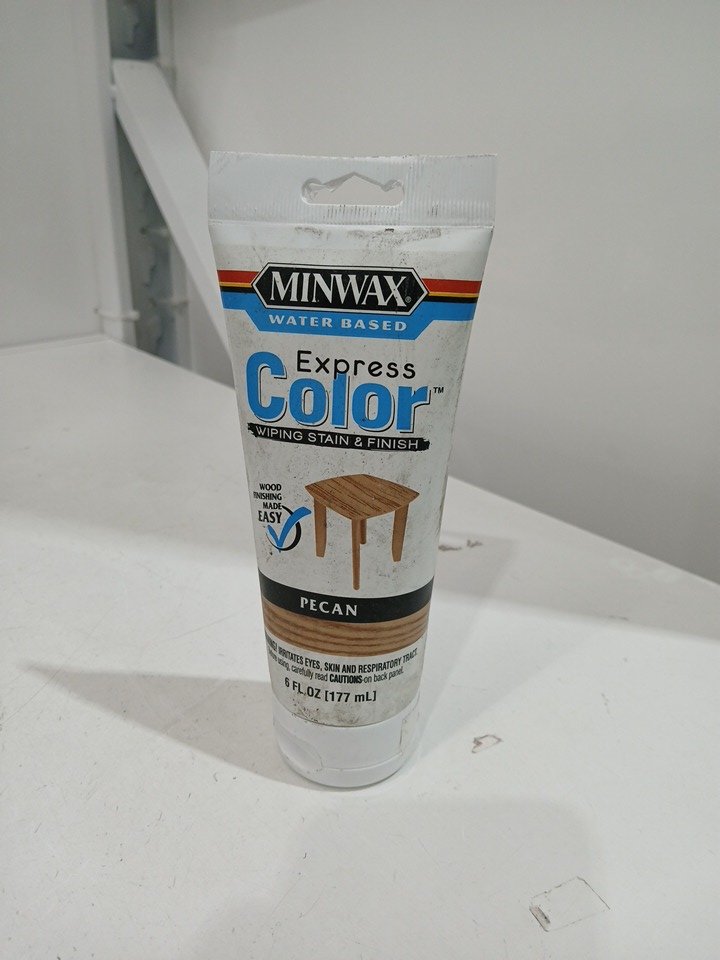 MINWAX®
WATER BASED
Express
Color™
WIPING STAIN & FINISH
WOOD
FINISHING
MADE
EASY
PECAN
IRRITATES EYES, SKIN AND RESPIRATORY TRACT.
using, carefully read CAUTIONS on back panel.
6 FL OZ [177 mL]